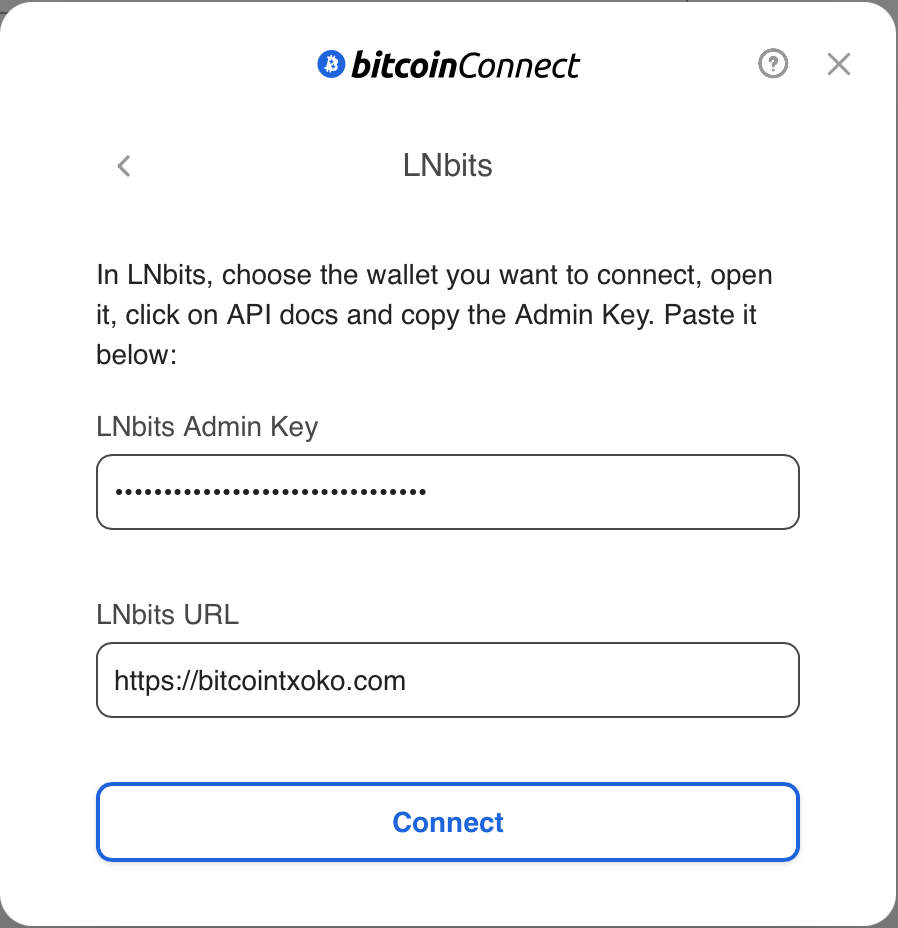 bitcoinConnect
LNbits
In LNbits, choose the wallet you want to connect, open
it, click on API docs and copy the Admin Key. Paste it
below:
LNbits Admin Key
••••••••••••••••••••••••••••••••
LNbits URL
https://bitcointxoko.com
Connect